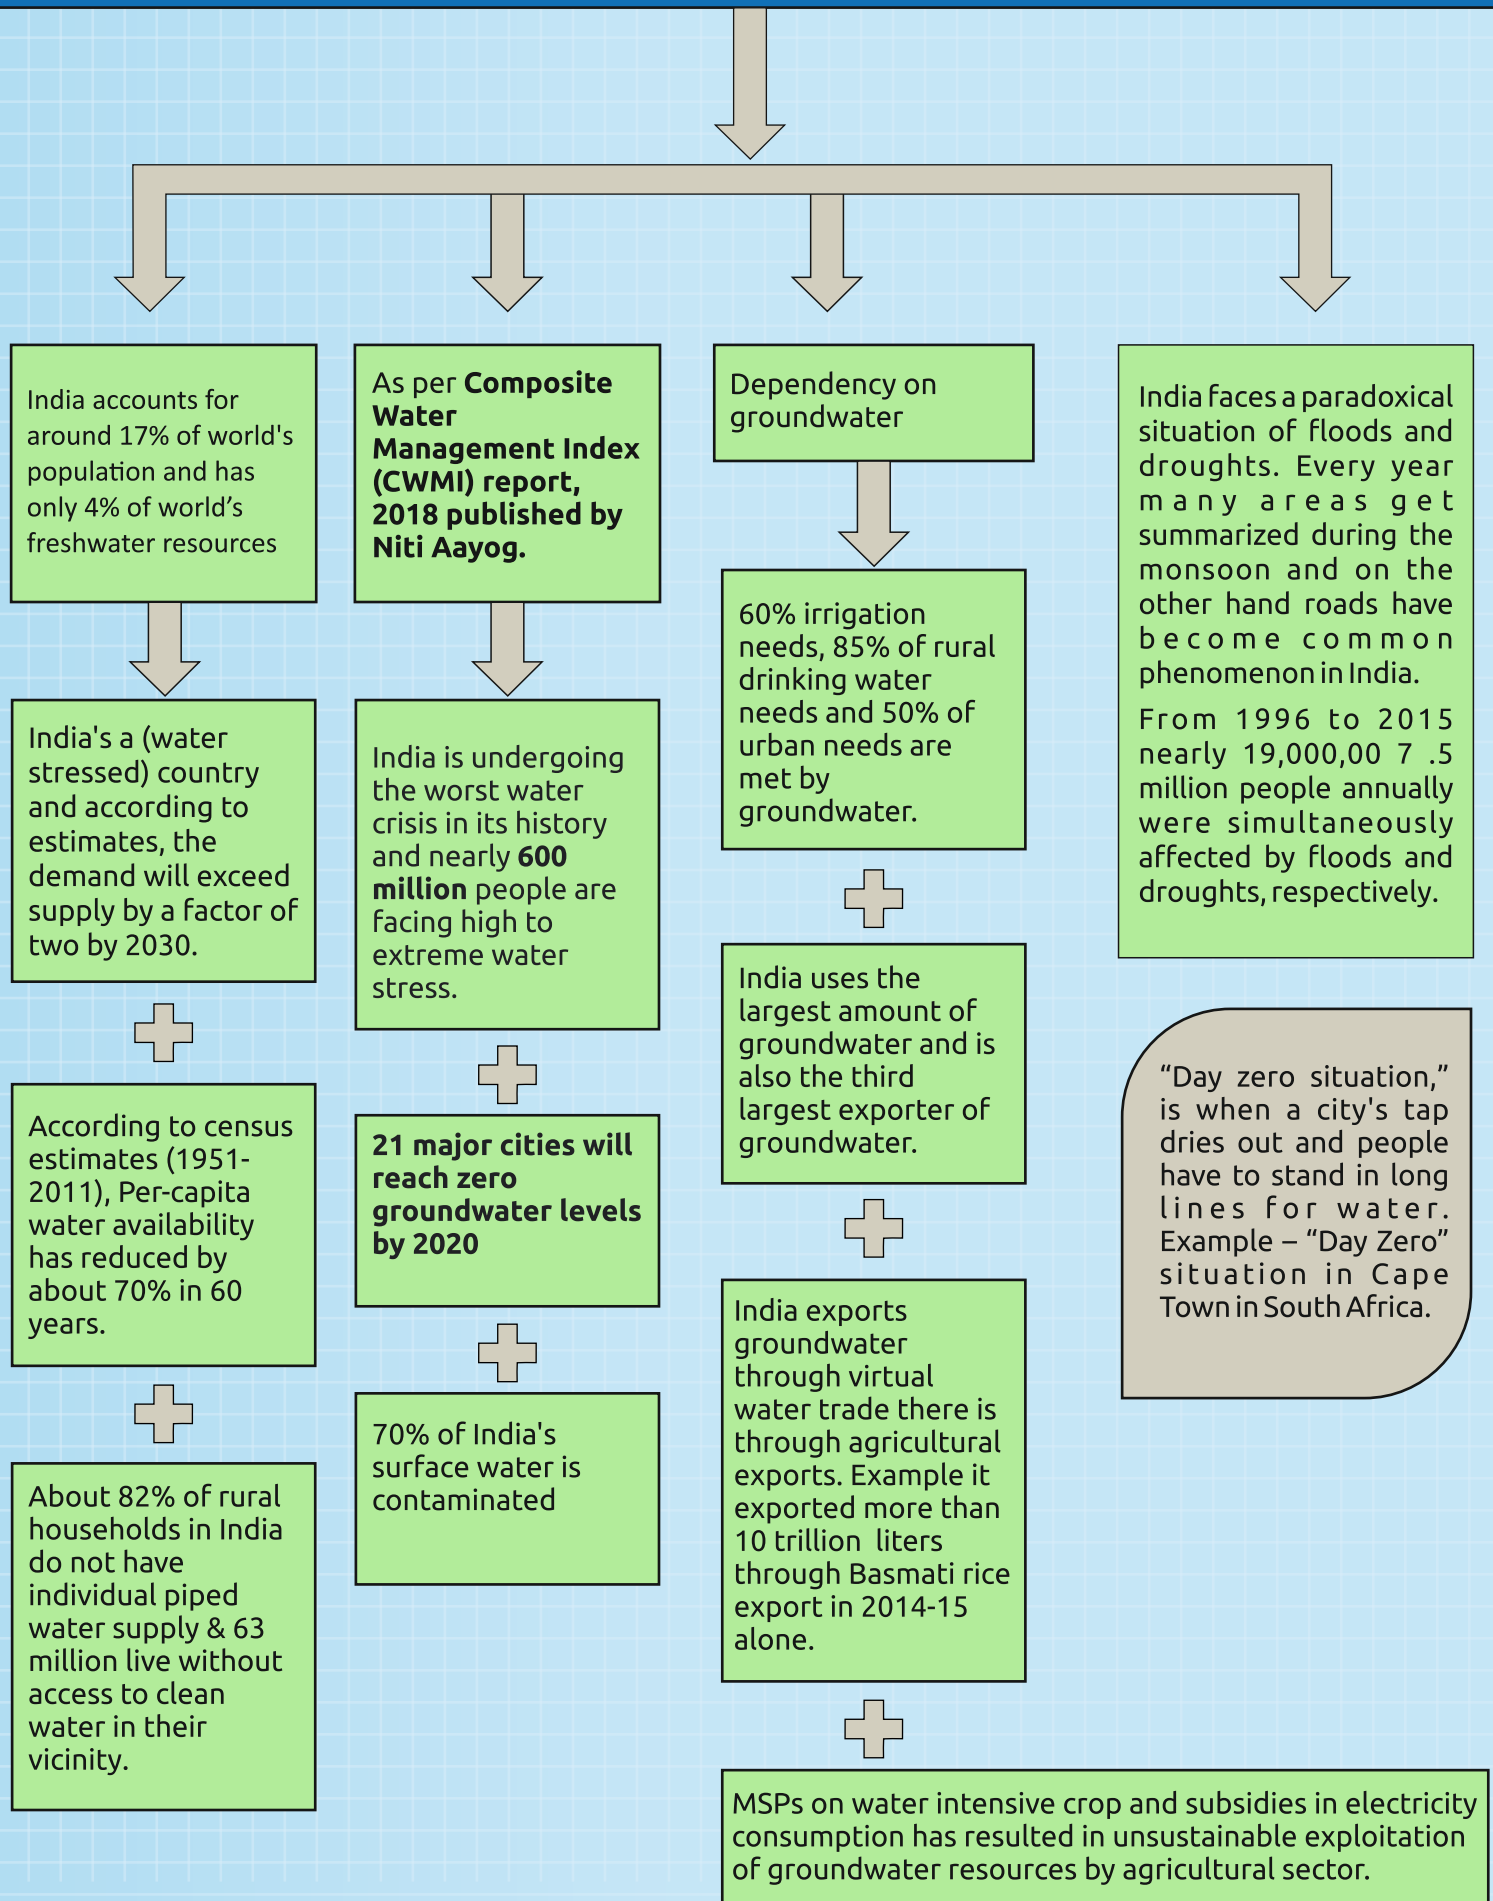 India accounts for
around 17% of world's
population and has
only 4% of world’s
freshwater resources
India's a (water
stressed) country
and according to
estimates, the
demand will exceed
supply by a factor of
two by 2030.
According to census
estimates (1951-
2011), Per-capita
water availability
has reduced by
about 70% in 60
years.
About 82% of rural
households in India
do not have
individual piped
water supply & 63
million live without
access to clean
water in their
vicinity.
As per Composite
Water
Management Index
(CWMI) report,
2018 published by
Niti Aayog.
India is undergoing
the worst water
crisis in its history
and nearly 600
million people are
facing high to
extreme water
stress.
21 major cities will
reach zero
groundwater levels
by 2020
70% of India's
surface water is
contaminated
Dependency on
groundwater
60% irrigation
needs, 85% of rural
drinking water
needs and 50% of
urban needs are
met by
groundwater.
India uses the
largest amount of
groundwater and is
also the third
largest exporter of
groundwater.
India exports
groundwater
through virtual
water trade there is
through agricultural
exports. Example it
exported more than
10 trillion liters
through Basmati rice
export in 2014-15
alone.
MSPs on water intensive crop and subsidies in electricity
consumption has resulted in unsustainable exploitation
of groundwater resources by agricultural sector.
India faces a paradoxical
situation of floods and
droughts. Every year
many areas get
summarized during the
monsoon and on the
other hand roads have
become common
phenomenon in India.
From 1996 to 2015
nearly 19,000,00 7 .5
million people annually
were simultaneously
affected by floods and
droughts, respectively.
“Day zero situation,”
is when a city's tap
dries out and people
have to stand in long
lines for water.
Example – “Day Zero”
situation in Cape
Town in South Africa.